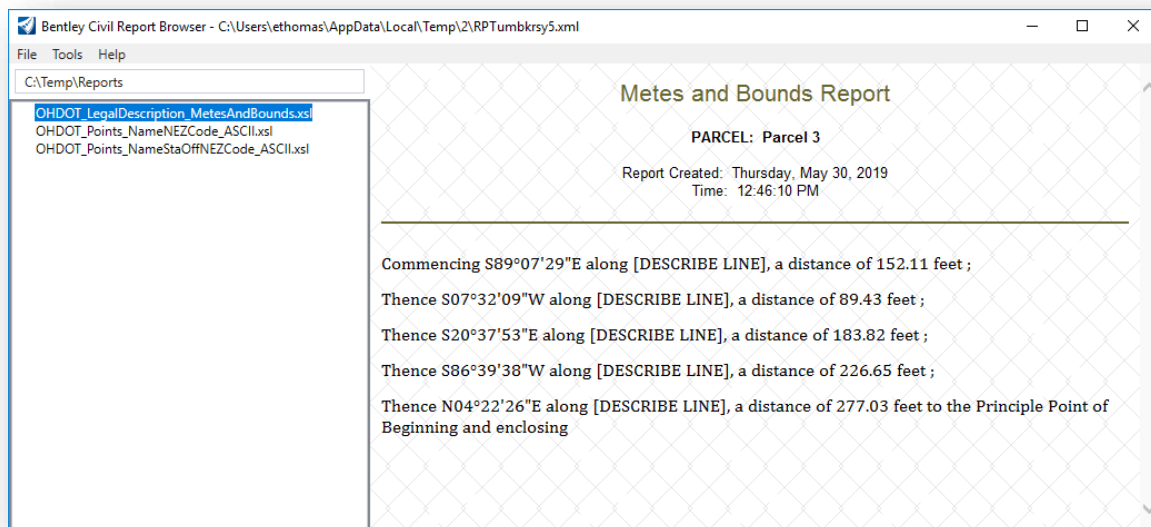 Bentley Civil Report Browser - C:\Users\ethomas\AppData\Local\Temp\2\RPTumbkrsy5.xml
File Tools Help
C:\Temp\Reports
OHDOT_LegalDescription_MetesAndBounds.xsl
OHDOT_Points_NameNEZCode_ASCII.xsl
OHDOT_Points_NameStaOffNEZCode_ASCII.xsl
Metes and Bounds Report
PARCEL: Parcel 3
Report Created: Thursday, May 30, 2019
Time: 12:46:10 PM
Commencing S89°07'29"E along [DESCRIBE LINE], a distance of 152.11 feet ;
Thence S07°32'09"W along [DESCRIBE LINE], a distance of 89.43 feet ;
Thence S20°37'53"E along [DESCRIBE LINE], a distance of 183.82 feet ;
Thence S86°39'38"W along [DESCRIBE LINE], a distance of 226.65 feet ;
Thence N04°22'26"E along [DESCRIBE LINE], a distance of 277.03 feet to the Principle Point of
Beginning and enclosing